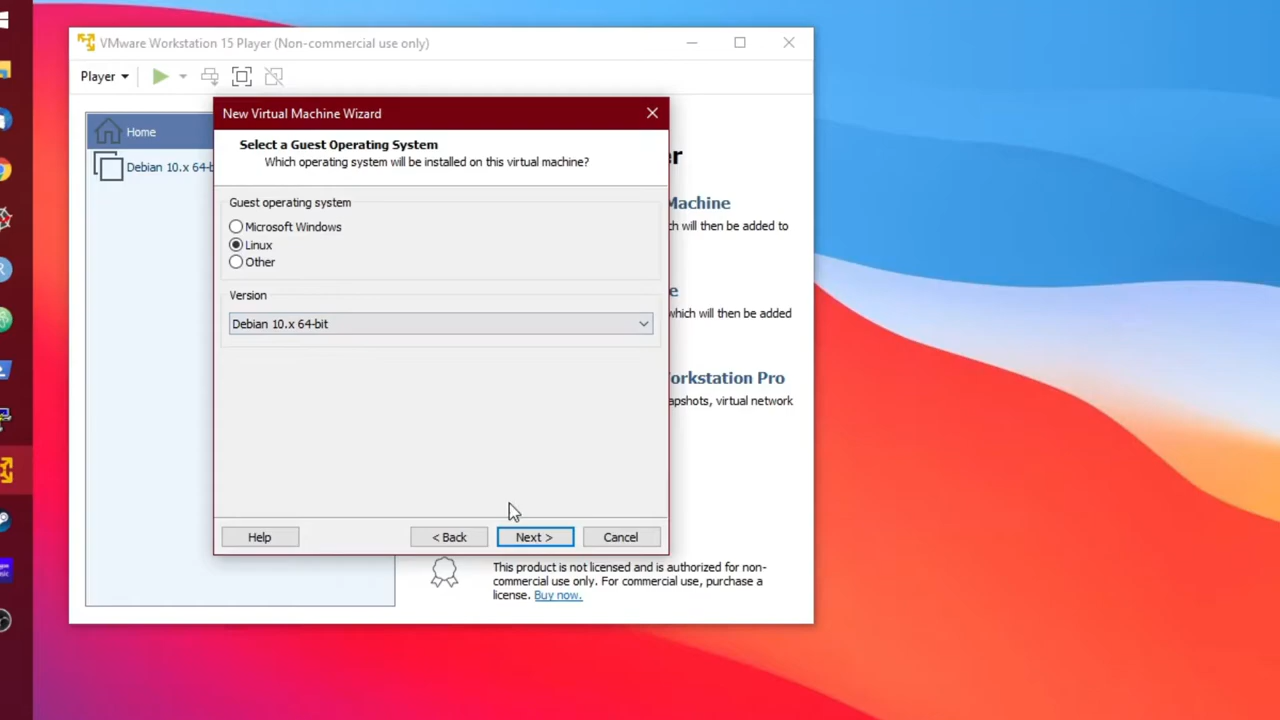 VMware Workstation 15 Player (Non-commercial use only)
Player
New Virtual Machine Wizard
Select a Guest Operating System
Which operating system will be installed on this virtual machine?
Home
Debian 10.x 64-b
Guest operating system
Microsoft Windows
Linux
Other
Version
Debian 10.x 64-bit
Help
< Back
Next >
Cancel
er
Machine
ch will then be added to
e
which will then be added
orkstation Pro
apshots, virtual network
This product is not licensed and is authorized for non-
commercial use only. For commercial use, purchase a
license. Buy now.